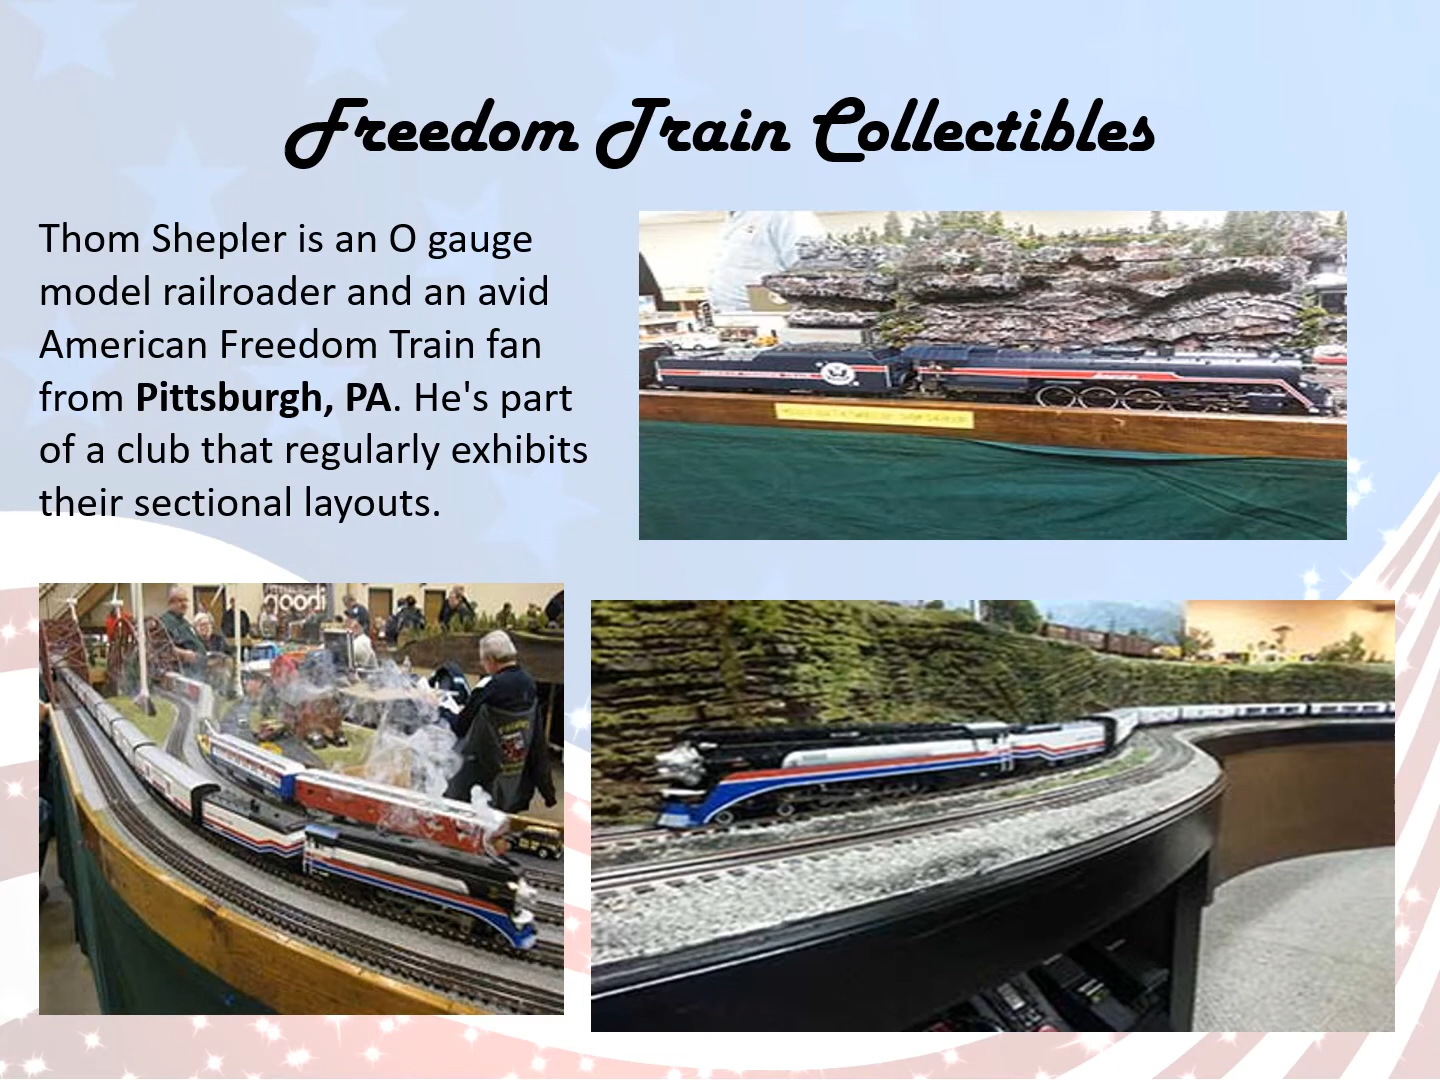 Freedom Train Collectibles
Thom Shepler is an O gauge
model railroader and an avid
American Freedom Train fan
from Pittsburgh, PA. He's part
of a club that regularly exhibits
their sectional layouts.
goodi